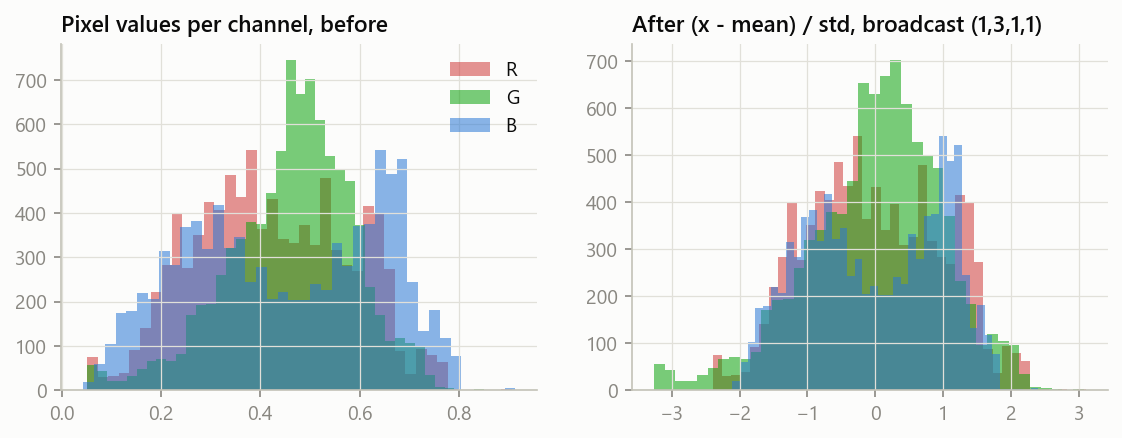 Pixel values per channel, before
R
G
B
700
600
500
400
300
200
100
0
0.0 0.2 0.4 0.6 0.8
After (x - mean) / std, broadcast (1,3,1,1)
700
600
500
400
300
200
100
0
−3 −2 −1 0 1 2 3